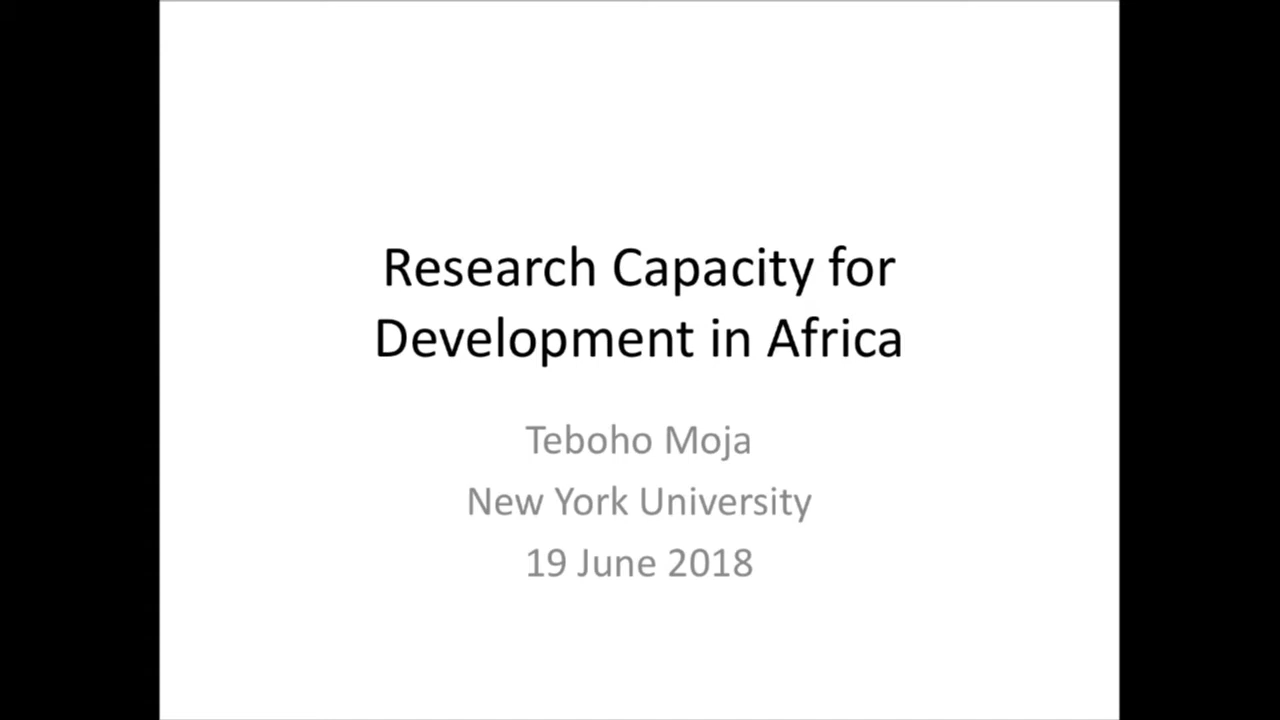 Research Capacity for
Development in Africa
Teboho Moja
New York University
19 June 2018